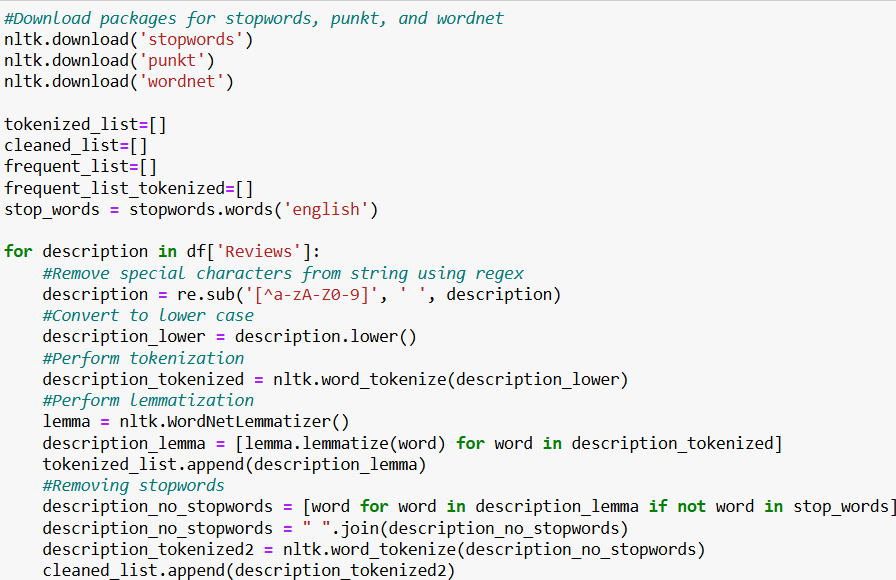 #Download packages for stopwords, punkt, and wordnet
nltk.download('stopwords')
nltk.download('punkt')
nltk.download('wordnet')

tokenized_list=[]
cleaned_list=[]
frequent_list=[]
frequent_list_tokenized=[]
stop_words = stopwords.words('english')

for description in df['Reviews']:
    #Remove special characters from string using regex
    description = re.sub('[^a-zA-Z0-9]', ' ', description)
    #Convert to lower case
    description_lower = description.lower()
    #Perform tokenization
    description_tokenized = nltk.word_tokenize(description_lower)
    #Perform lemmatization
    lemma = nltk.WordNetLemmatizer()
    description_lemma = [lemma.lemmatize(word) for word in description_tokenized]
    tokenized_list.append(description_lemma)
    #Removing stopwords
    description_no_stopwords = [word for word in description_lemma if not word in stop_words]
    description_no_stopwords = " ".join(description_no_stopwords)
    description_tokenized2 = nltk.word_tokenize(description_no_stopwords)
    cleaned_list.append(description_tokenized2)